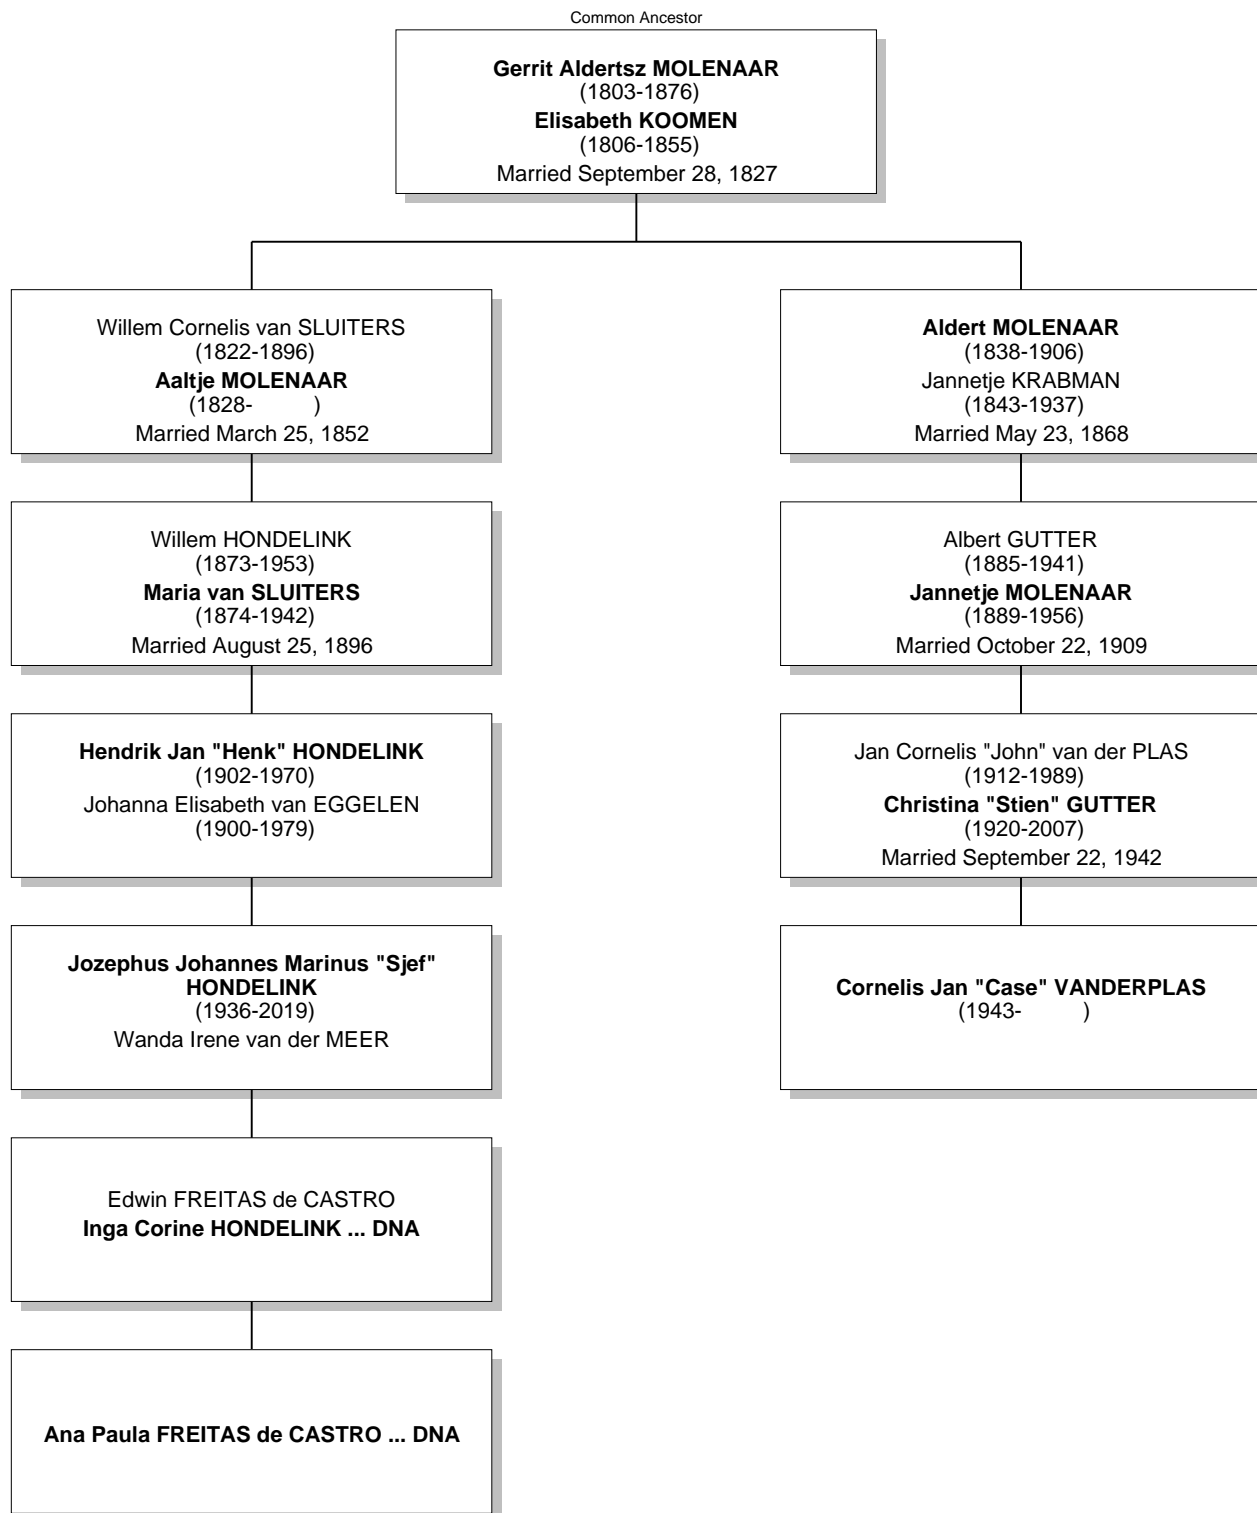 Common Ancestor
Gerrit Aldertsz MOLENAAR
(1803-1876)
Elisabeth KOOMEN
(1806-1855)
Married September 28, 1827
Willem Cornelis van SLUITERS
(1822-1896)
Aaltje MOLENAAR
(1828- )
Married March 25, 1852
Aldert MOLENAAR
(1838-1906)
Jannetje KRABMAN
(1843-1937)
Married May 23, 1868
Willem HONDELINK
(1873-1953)
Maria van SLUITERS
(1874-1942)
Married August 25, 1896
Albert GUTTER
(1885-1941)
Jannetje MOLENAAR
(1889-1956)
Married October 22, 1909
Hendrik Jan "Henk" HONDELINK
(1902-1970)
Johanna Elisabeth van EGGELEN
(1900-1979)
Jan Cornelis "John" van der PLAS
(1912-1989)
Christina "Stien" GUTTER
(1920-2007)
Married September 22, 1942
Jozephus Johannes Marinus "Sjef"
HONDELINK
(1936-2019)
Wanda Irene van der MEER
Cornelis Jan "Case" VANDERPLAS
(1943- )
Edwin FREITAS de CASTRO
Inga Corine HONDELINK ... DNA
Ana Paula FREITAS de CASTRO ... DNA